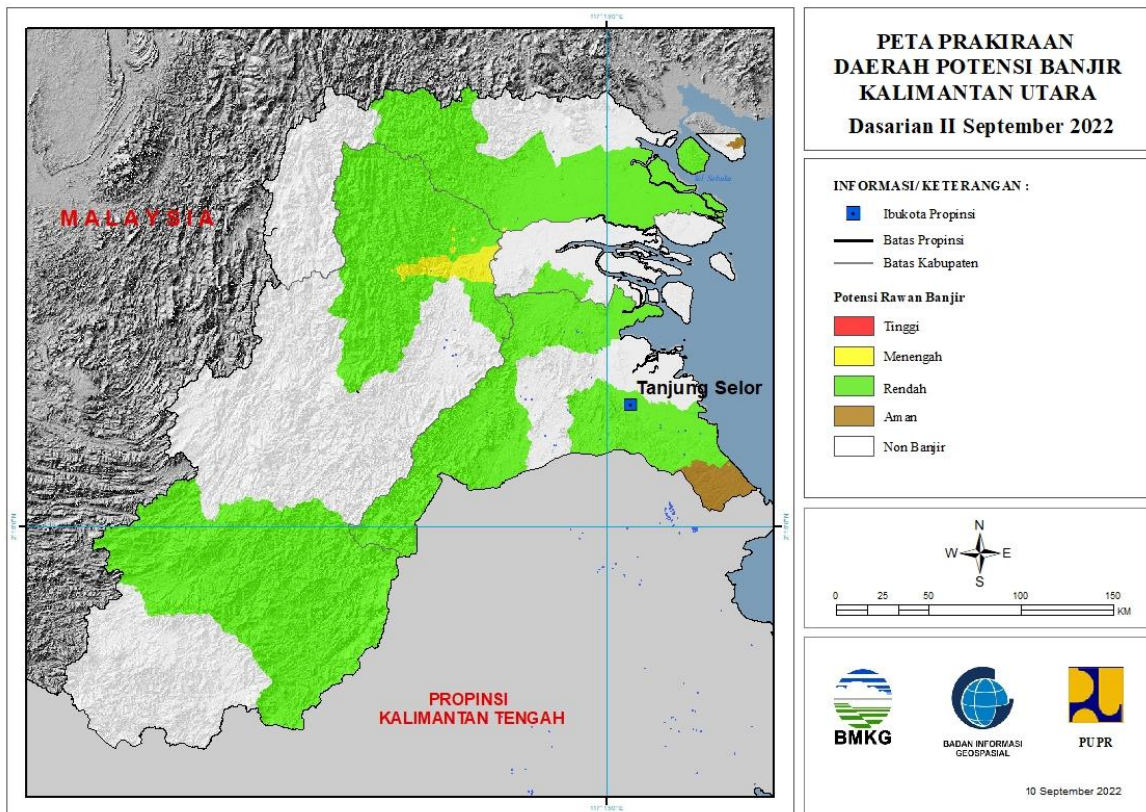 PETA PRAKIRAAN
DAERAH POTENSI BANJIR
KALIMANTAN UTARA
Dasarian II September 2022
INFORMASI/ KETERANGAN :
Ibukota Propinsi
Batas Propinsi
Batas Kabupaten
Potensi Rawan Banjir
Tinggi
Menengah
Rendah
Aman
Non Banjir
MALAYSIA
Tanjung Selor
PROPINSI
KALIMANTAN TENGAH
N
W E
S
0 25 50 100 150
KM
BMKG
BADAN INFORMASI
GEOSPASIAL
PUPR
10 September 2022